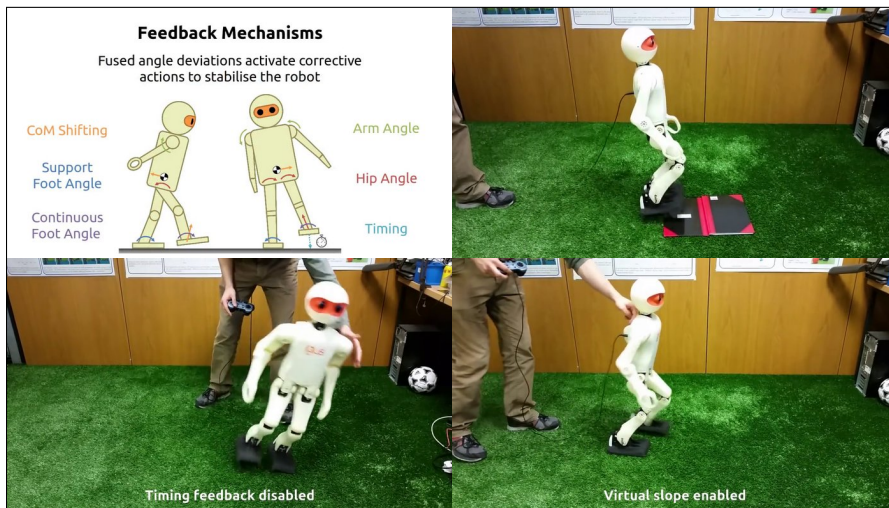 Feedback Mechanisms
Fused angle deviations activate corrective
actions to stabilise the robot
CoM Shifting
Support
Foot Angle
Continuous
Foot Angle
Arm Angle
Hip Angle
Timing
Timing feedback disabled
Virtual slope enabled